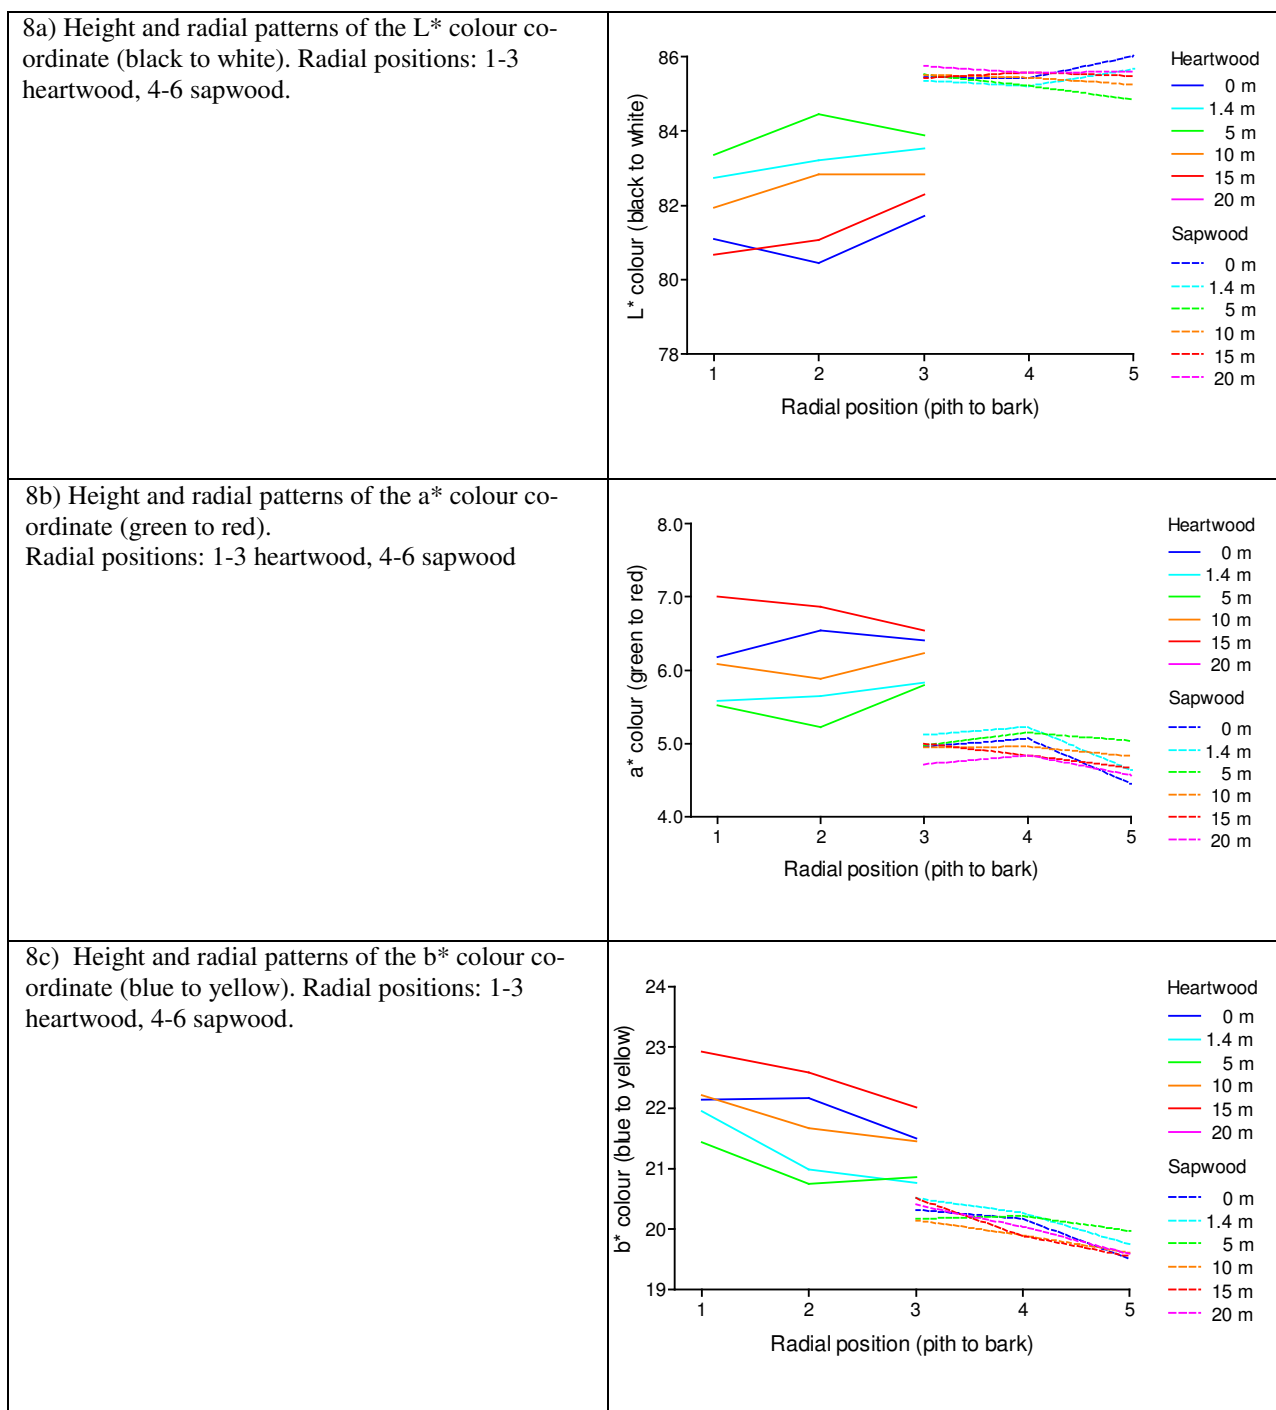 8a) Height and radial patterns of the L* colour co-
ordinate (black to white). Radial positions: 1-3
heartwood, 4-6 sapwood.
L* colour (black to white)
86
84
82
80
78
1 2 3 4 5
Radial position (pith to bark)
Heartwood
0 m
1.4 m
5 m
10 m
15 m
20 m
Sapwood
0 m
1.4 m
5 m
10 m
15 m
20 m
8b) Height and radial patterns of the a* colour co-
ordinate (green to red).
Radial positions: 1-3 heartwood, 4-6 sapwood
a* colour (green to red)
8.0
7.0
6.0
5.0
4.0
1 2 3 4 5
Radial position (pith to bark)
Heartwood
0 m
1.4 m
5 m
10 m
15 m
20 m
Sapwood
0 m
1.4 m
5 m
10 m
15 m
20 m
8c) Height and radial patterns of the b* colour co-
ordinate (blue to yellow). Radial positions: 1-3
heartwood, 4-6 sapwood.
b* colour (blue to yellow)
24
23
22
21
20
19
1 2 3 4 5
Radial position (pith to bark)
Heartwood
0 m
1.4 m
5 m
10 m
15 m
20 m
Sapwood
0 m
1.4 m
5 m
10 m
15 m
20 m